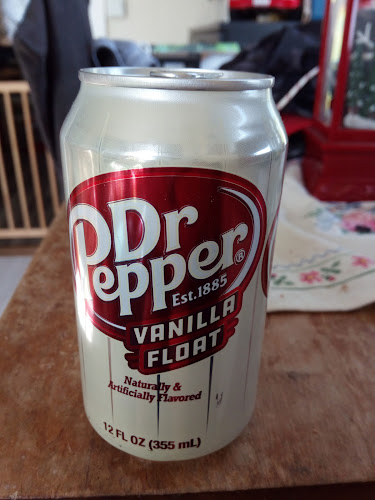 Dr
Pepper®
Est.1885
VANILLA
FLOAT
Naturally &
Artificially Flavored
12 FL OZ (355 mL)